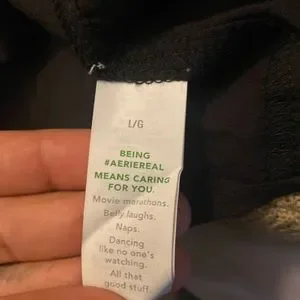 L/G
BEING
#AERIEREAL
MEANS CARING
FOR YOU.
Movie marathons.
Belly laughs.
Naps.
Dancing
like no one's
watching.
All that
good stuff.